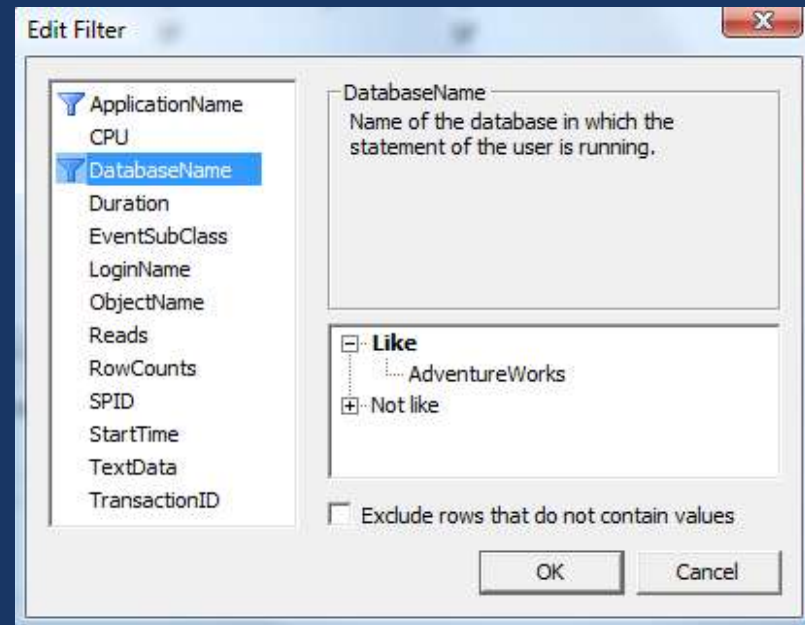 Edit Filter
ApplicationName
CPU
DatabaseName
Duration
EventSubClass
LoginName
ObjectName
Reads
RowCounts
SPID
StartTime
TextData
TransactionID
DatabaseName
Name of the database in which the
statement of the user is running.
Like
AdventureWorks
Not like
Exclude rows that do not contain values
OK
Cancel